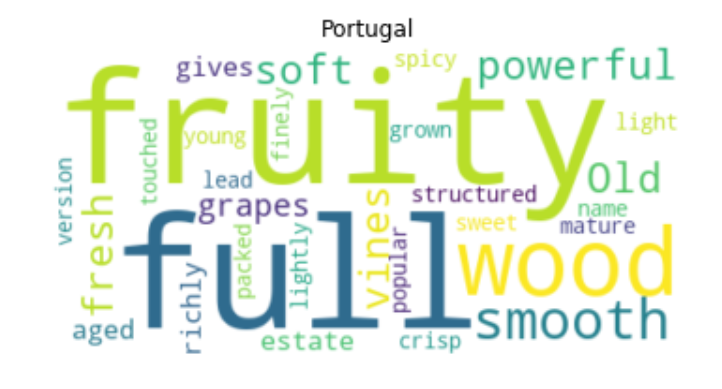 Portugal
gives soft spicy powerful
fruity
touched young finely grown light
version lead Old
fresh grapes vines structured name
full sweet mature
richly packed lightly popular wood
aged smooth
estate crisp